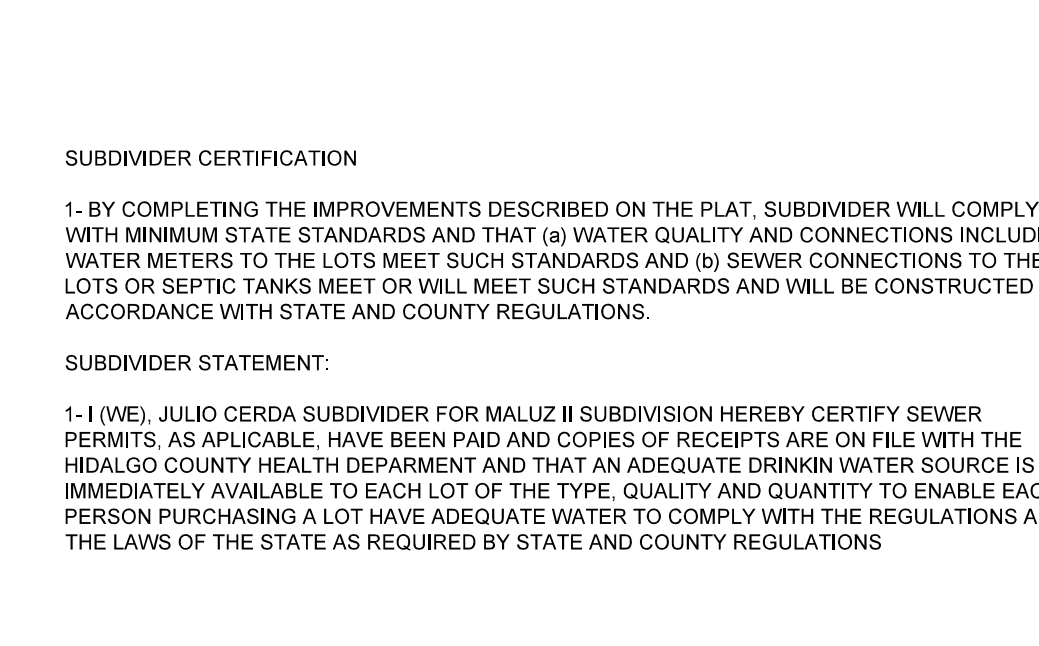 SUBDIVIDER CERTIFICATION
1- BY COMPLETING THE IMPROVEMENTS DESCRIBED ON THE PLAT, SUBDIVIDER WILL COMPLY
WITH MINIMUM STATE STANDARDS AND THAT (a) WATER QUALITY AND CONNECTIONS INCLUDI
WATER METERS TO THE LOTS MEET SUCH STANDARDS AND (b) SEWER CONNECTIONS TO THE
LOTS OR SEPTIC TANKS MEET OR WILL MEET SUCH STANDARDS AND WILL BE CONSTRUCTED
ACCORDANCE WITH STATE AND COUNTY REGULATIONS.
SUBDIVIDER STATEMENT:
1- I (WE), JULIO CERDA SUBDIVIDER FOR MALUZ II SUBDIVISION HEREBY CERTIFY SEWER
PERMITS, AS APLICABLE, HAVE BEEN PAID AND COPIES OF RECEIPTS ARE ON FILE WITH THE
HIDALGO COUNTY HEALTH DEPARMENT AND THAT AN ADEQUATE DRINKIN WATER SOURCE IS
IMMEDIATELY AVAILABLE TO EACH LOT OF THE TYPE, QUALITY AND QUANTITY TO ENABLE EAC
PERSON PURCHASING A LOT HAVE ADEQUATE WATER TO COMPLY WITH THE REGULATIONS A
THE LAWS OF THE STATE AS REQUIRED BY STATE AND COUNTY REGULATIONS